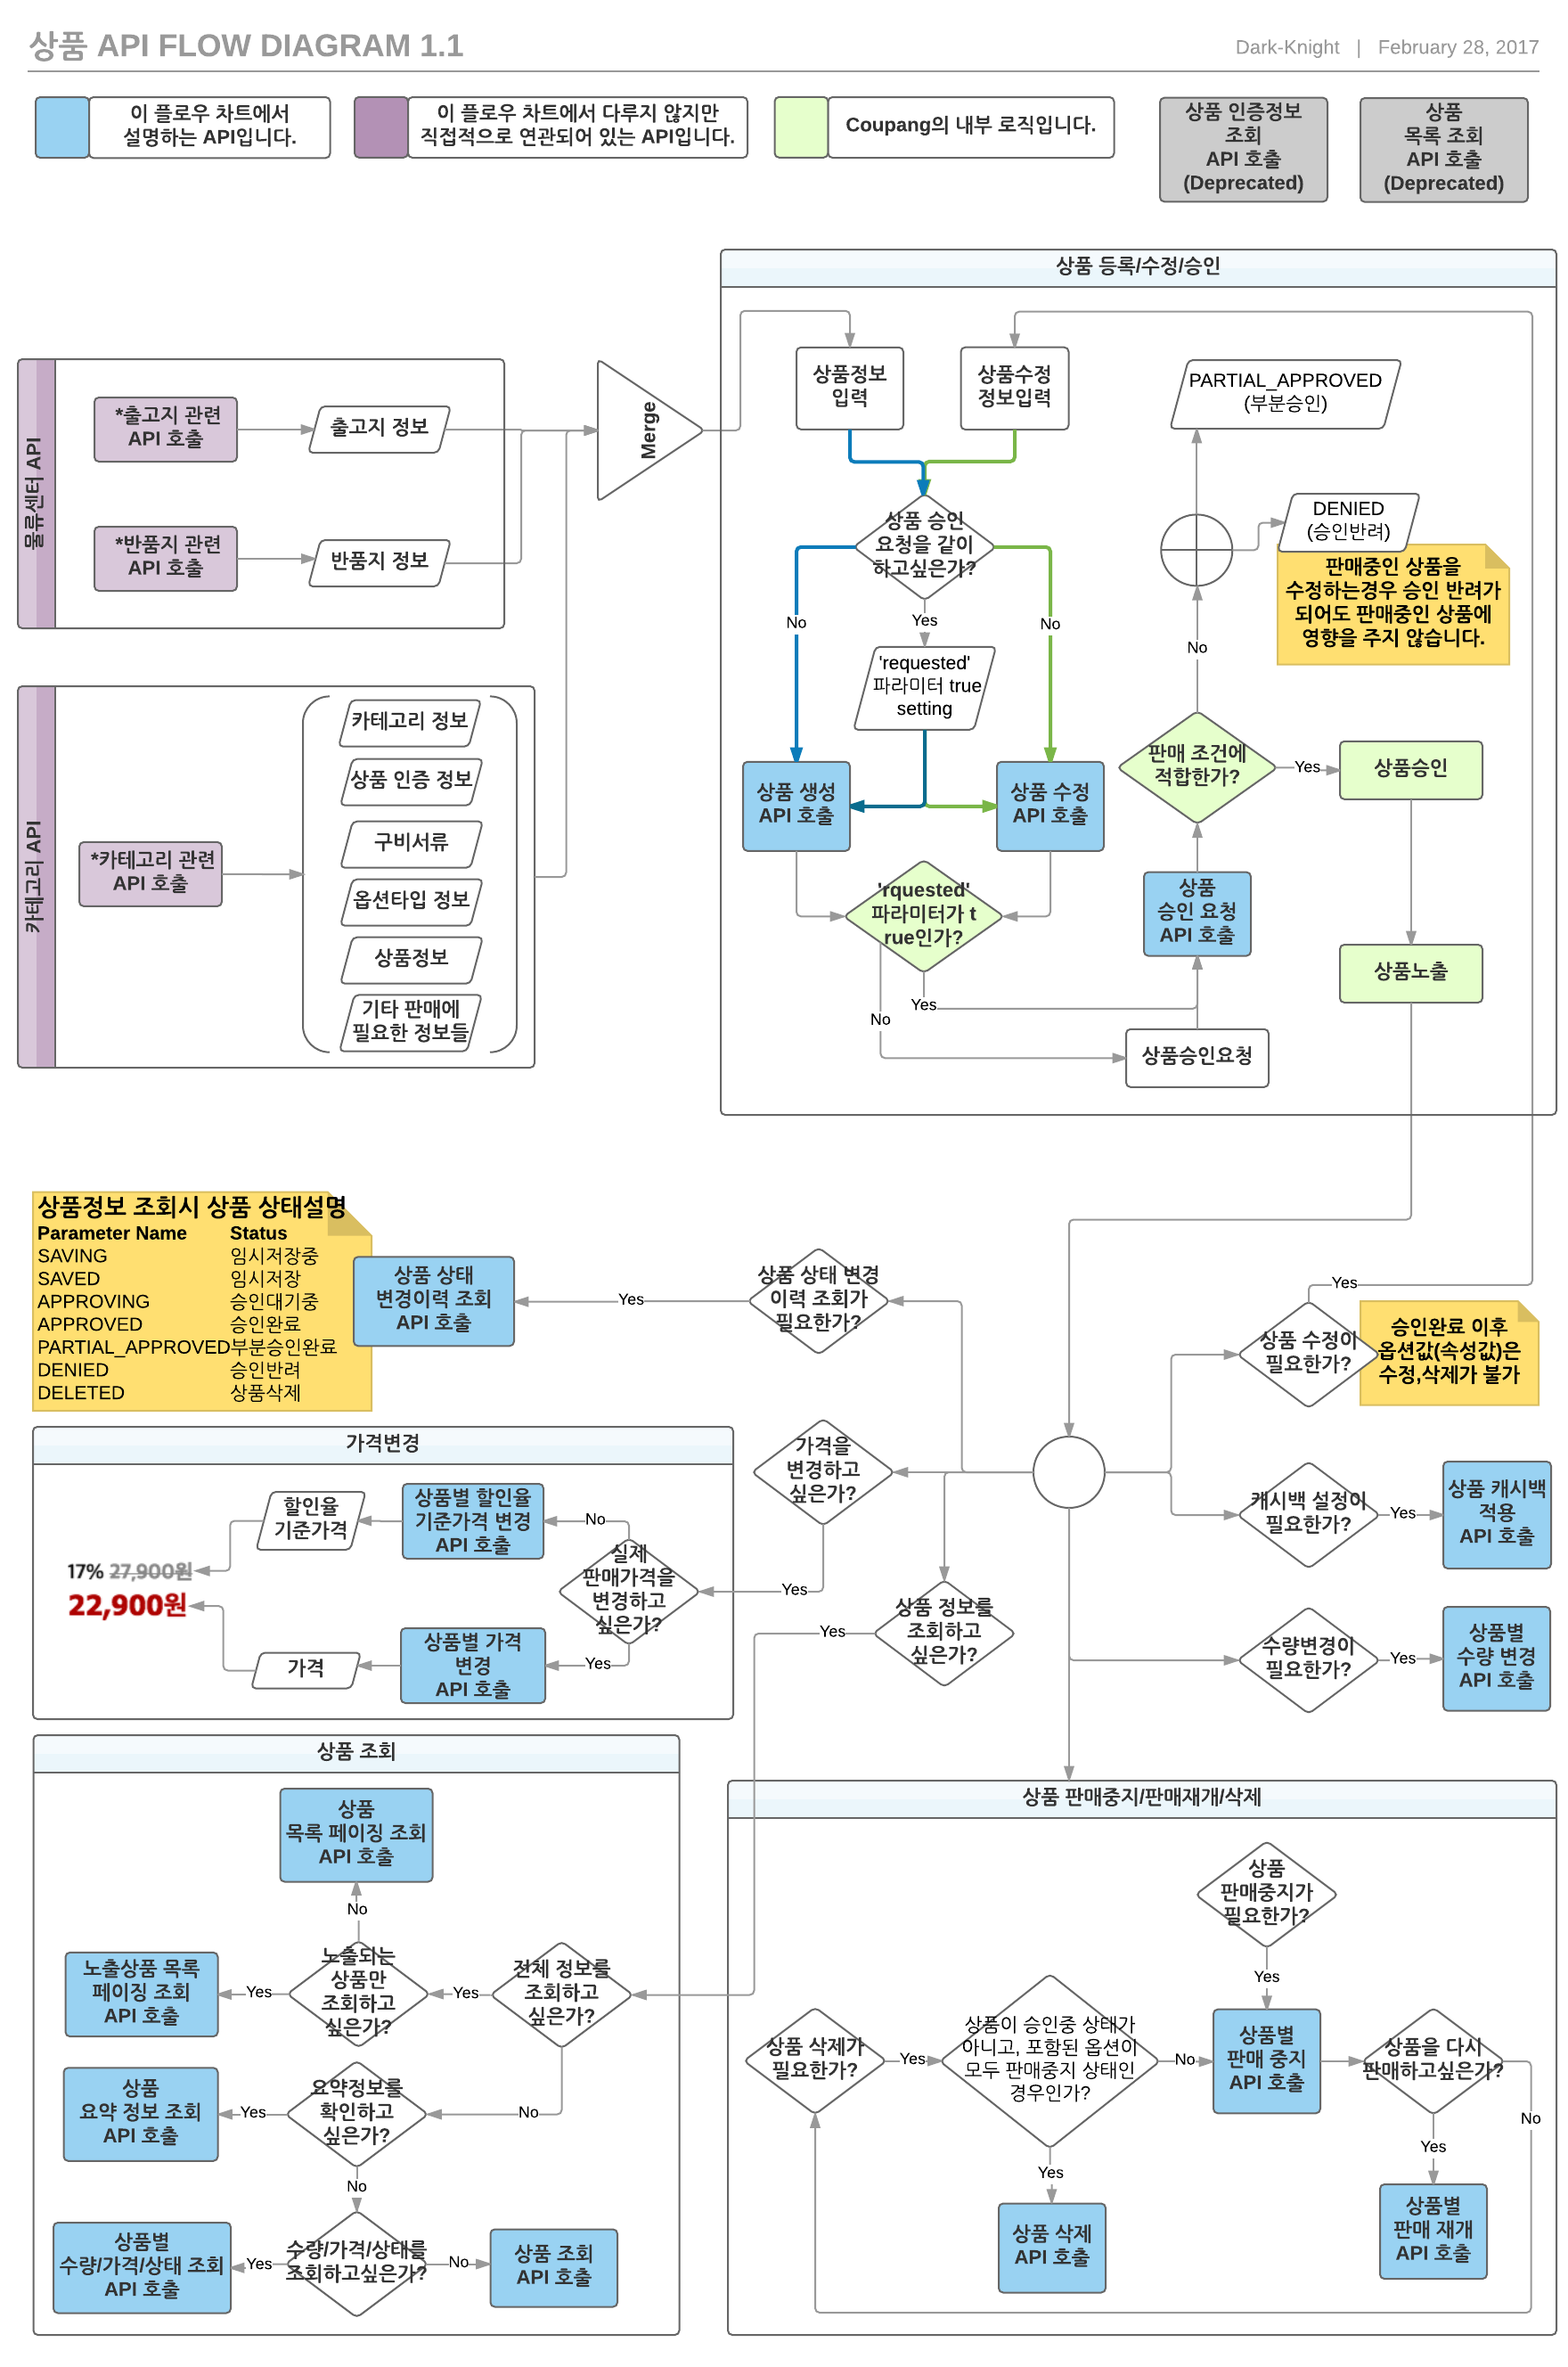 상품 API FLOW DIAGRAM 1.1
Dark-Knight | February 28, 2017
이 플로우 차트에서
설명하는 API입니다.
이 플로우 차트에서 다루지 않지만
직접적으로 연관되어 있는 API입니다.
Coupang의 내부 로직입니다.
상품 인증정보
조회
API 호출
(Deprecated)
상품
목록 조회
API 호출
(Deprecated)
물류센터 API
*출고지 관련
API 호출
출고지 정보
*반품지 관련
API 호출
반품지 정보
Merge
카테고리 API
*카테고리 관련
API 호출
카테고리 정보
상품 인증 정보
구비서류
옵션타입 정보
상품정보
기타 판매에
필요한 정보들
상품 등록/수정/승인
상품정보
입력
상품수정
정보입력
PARTIAL_APPROVED
(부분승인)
DENIED
(승인반려)
판매중인 상품을
수정하는경우 승인 반려가
되어도 판매중인 상품에
영향을 주지 않습니다.
상품 승인
요청을 같이
하고싶은가?
No
Yes
No
No
'requested'
파라미터 true
setting
판매 조건에
적합한가?
Yes
상품승인
상품 생성
API 호출
상품 수정
API 호출
'rquested'
파라미터가 t
rue인가?
상품
승인 요청
API 호출
상품노출
Yes
No
상품승인요청
상품정보 조회시 상품 상태설명
Parameter Name Status
SAVING 임시저장중
SAVED 임시저장
APPROVING 승인대기중
APPROVED 승인완료
PARTIAL_APPROVED부분승인완료
DENIED 승인반려
DELETED 상품삭제
상품 상태
변경이력 조회
API 호출
Yes
상품 상태 변경
이력 조회가
필요한가?
Yes
상품 수정이
필요한가?
승인완료 이후
옵션값(속성값)은
수정,삭제가 불가
가격을
변경하고
싶은가?
캐시백 설정이
필요한가?
Yes
상품 캐시백
적용
API 호출
가격변경
할인율
기준가격
상품별 할인율
기준가격 변경
API 호출
No
실제
판매가격을
변경하고
싶은가?
Yes
17% 27,900원
22,900원
가격
상품별 가격
변경
API 호출
Yes
상품 정보를
조회하고
싶은가?
Yes
수량변경이
필요한가?
Yes
상품별
수량 변경
API 호출
상품 조회
상품
목록 페이징 조회
API 호출
No
노출상품 목록
페이징 조회
API 호출
Yes
노출되는
상품만
조회하고
싶은가?
Yes
전체 정보를
조회하고
싶은가?
상품
요약 정보 조회
API 호출
Yes
요약정보를
확인하고
싶은가?
No
No
상품별
수량/가격/상태 조회
API 호출
Yes
수량/가격/상태를
조회하고싶은가?
No
상품 조회
API 호출
상품 판매중지/판매재개/삭제
상품
판매중지가
필요한가?
Yes
상품 삭제가
필요한가?
Yes
상품이 승인중 상태가
아니고, 포함된 옵션이
모두 판매중지 상태인
경우인가?
No
상품별
판매 중지
API 호출
상품을 다시
판매하고싶은가?
No
Yes
Yes
상품 삭제
API 호출
상품별
판매 재개
API 호출